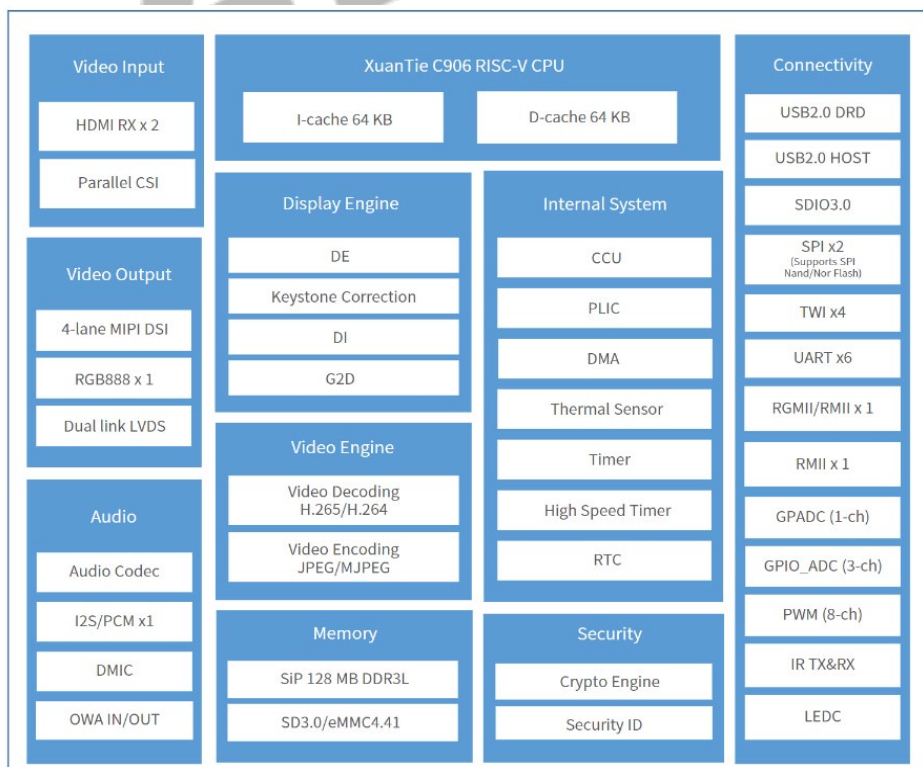 Video Input
HDMI RX x 2
Parallel CSI
Video Output
4-lane MIPI DSI
RGB888 x 1
Dual link LVDS
Audio
Audio Codec
I2S/PCM x1
DMIC
OWA IN/OUT
XuanTie C906 RISC-V CPU
I-cache 64 KB
D-cache 64 KB
Display Engine
DE
Keystone Correction
DI
G2D
Video Engine
Video Decoding
H.265/H.264
Video Encoding
JPEG/MJPEG
Memory
SiP 128 MB DDR3L
SD3.0/eMMC4.41
Internal System
CCU
PLIC
DMA
Thermal Sensor
Timer
High Speed Timer
RTC
Security
Crypto Engine
Security ID
Connectivity
USB2.0 DRD
USB2.0 HOST
SDIO3.0
SPI x2
(Supports SPI
Nand/Nor Flash)
TWI x4
UART x6
RGMII/RMII x 1
RMII x 1
GPADC (1-ch)
GPIO_ADC (3-ch)
PWM (8-ch)
IR TX&RX
LEDC